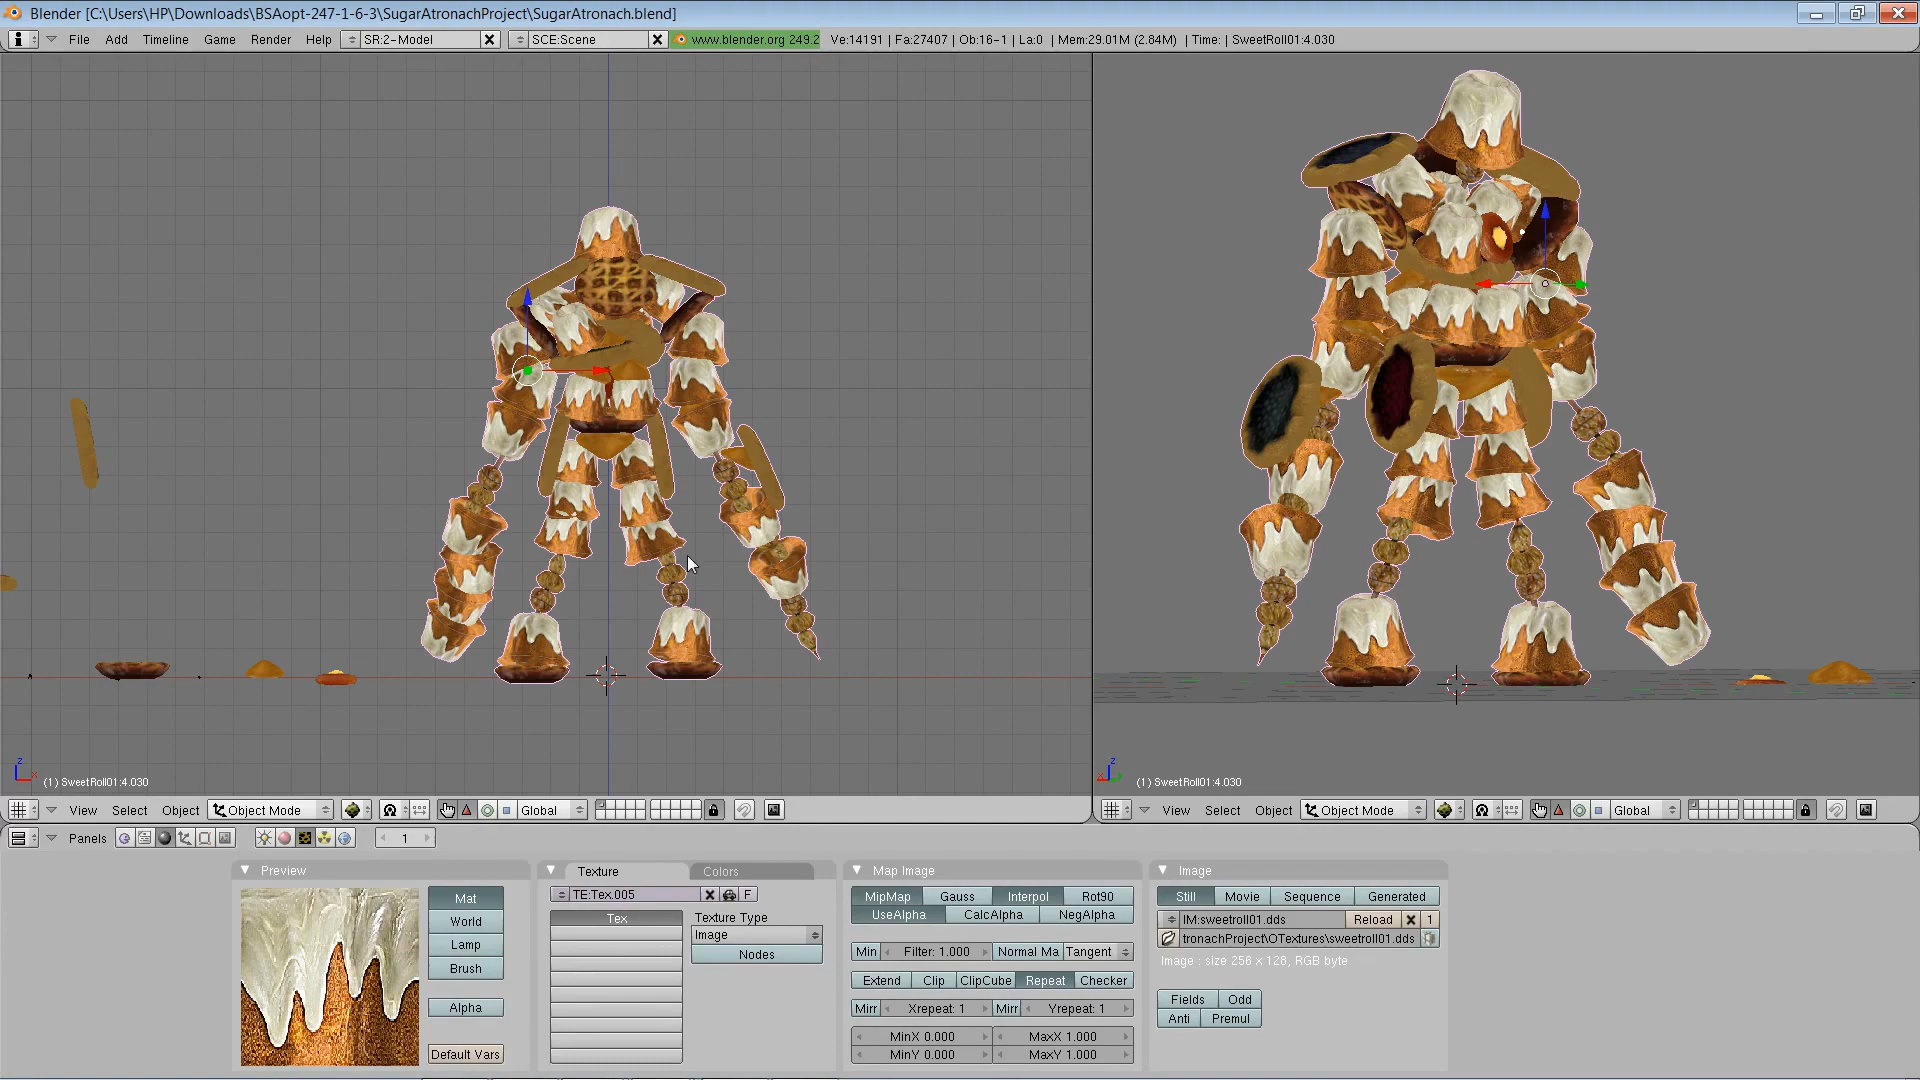 Blender [C:\Users\HP\Downloads\BSAopt-247-1-6-3\SugarAtronachProject\SugarAtronach.blend]
File Add Timeline Game Render Help SR:2-Model SCE:Scene www.blender.org 249.2 Ve:14191 | Fa:27407 | Ob:16-1 | La:0 | Mem:29.01M (2.84M) | Time: | SweetRoll01:4.030
z
x
(1) SweetRoll01:4.030
z
x
(1) SweetRoll01:4.030
View Select Object Object Mode Global
View Select Object Object Mode Global
Panels 1
Preview
Mat
World
Lamp
Brush
Alpha
Default Vars
Texture Colors
TE:Tex.005 F
Tex
Texture Type
Image
Nodes
Map Image
MipMap Gauss Interpol Rot90
UseAlpha CalcAlpha NegAlpha
Min Filter: 1.000 Normal Ma Tangent
Extend Clip ClipCube Repeat Checker
Mirr Xrepeat: 1 Mirr Yrepeat: 1
MinX 0.000 MaxX 1.000
MinY 0.000 MaxY 1.000
Image
Still Movie Sequence Generated
IM:sweetroll01.dds Reload 1
tronachProject\OTextures\sweetroll01.dds
Image : size 256 x 128, RGB byte
Fields Odd
Anti Premul